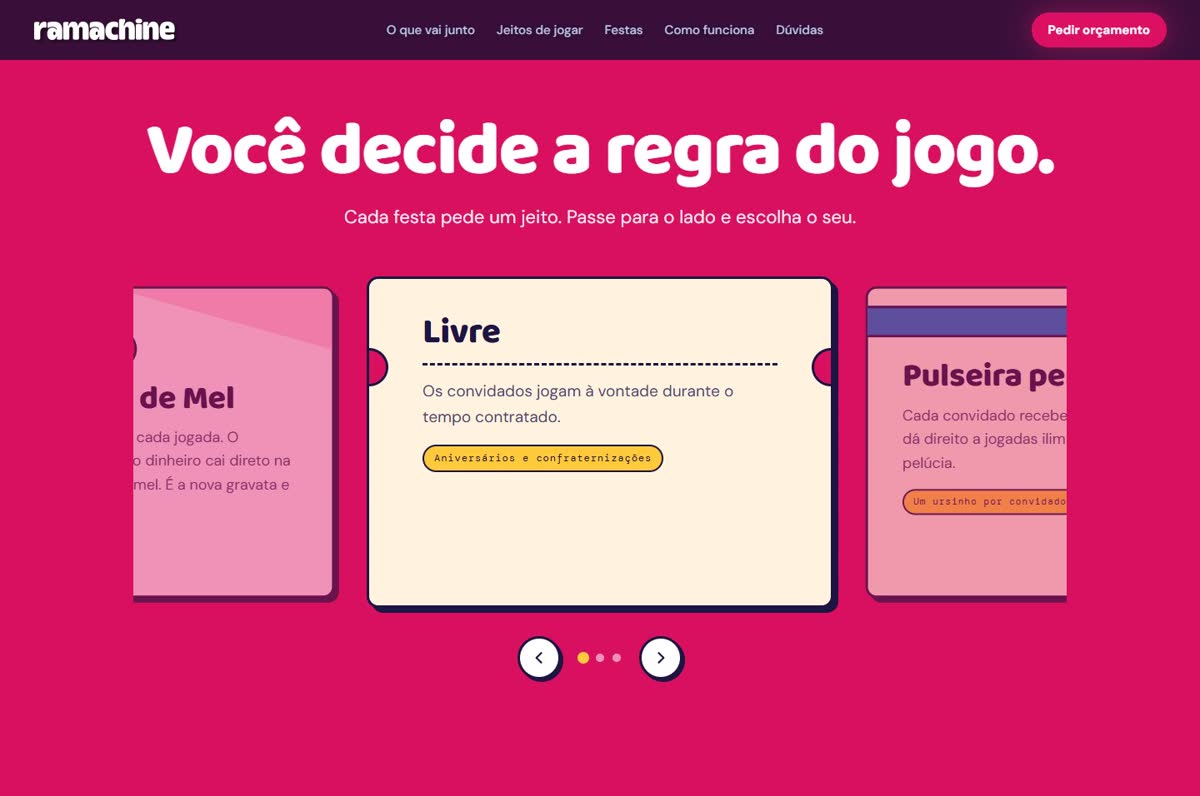 ramachine
O que vai junto
Jeitos de jogar
Festas
Como funciona
Dúvidas
Pedir orçamento
Você decide a regra do jogo.
Cada festa pede um jeito. Passe para o lado e escolha o seu.
de Mel
cada jogada. O
o dinheiro cai direto na
mel. É a nova gravata e
Livre
Os convidados jogam à vontade durante o
tempo contratado.
Aniversários e confraternizações
Pulseira pe
Cada convidado recebe
dá direito a jogadas ilim
pelúcia.
Um ursinho por convidado